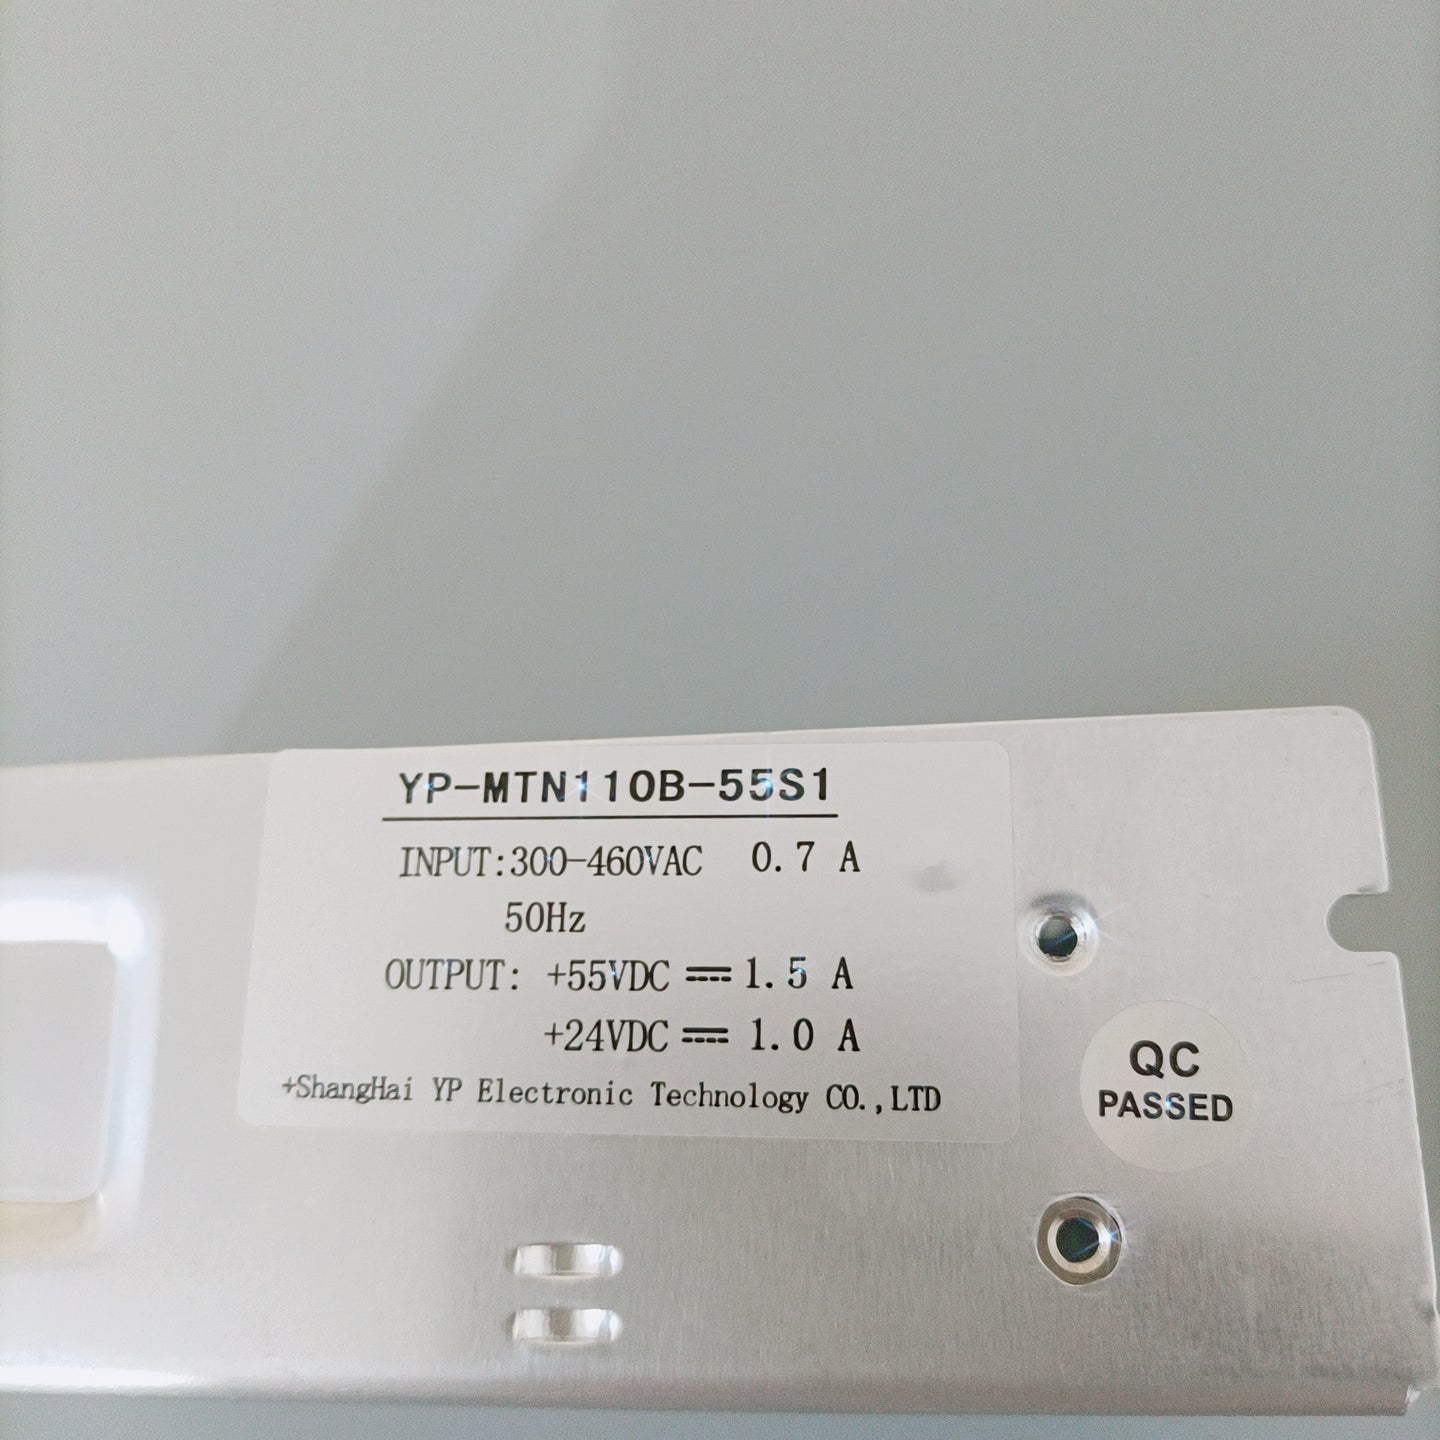 YP-MTN110B-55S1
INPUT:300-460VAC 0.7 A
50Hz
OUTPUT: +55VDC ⎓ 1.5 A
+24VDC ⎓ 1.0 A
+ShangHai YP Electronic Technology CO.,LTD
QC
PASSED